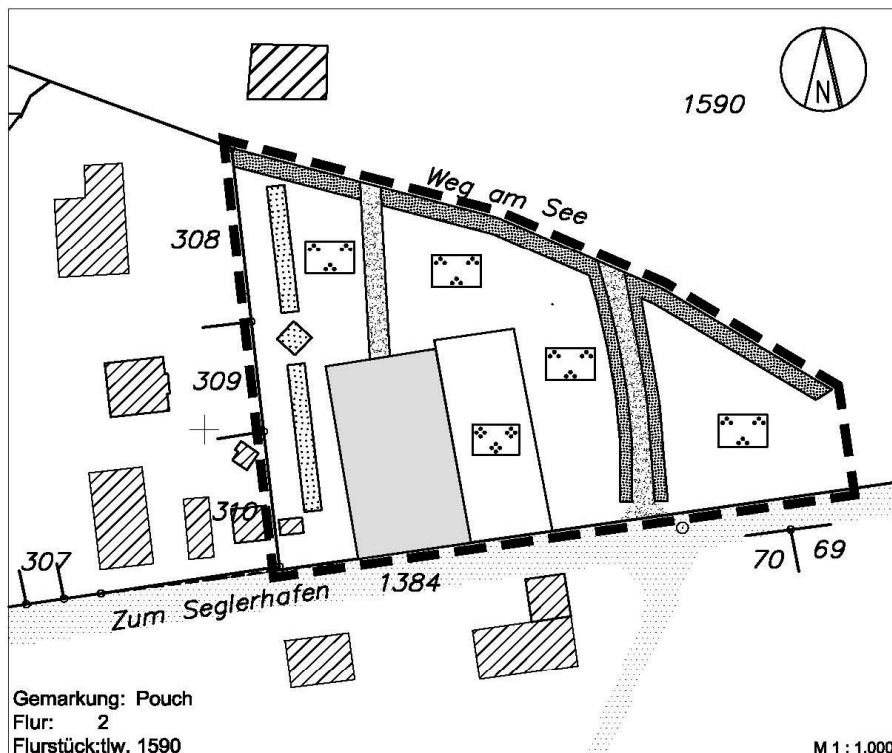 1590
N
Weg am See
308
309
310
307
1384
70
69
Zum Seglerhafen
Gemarkung: Pouch
Flur: 2
Flurstück:tlw. 1590
M 1 : 1.000